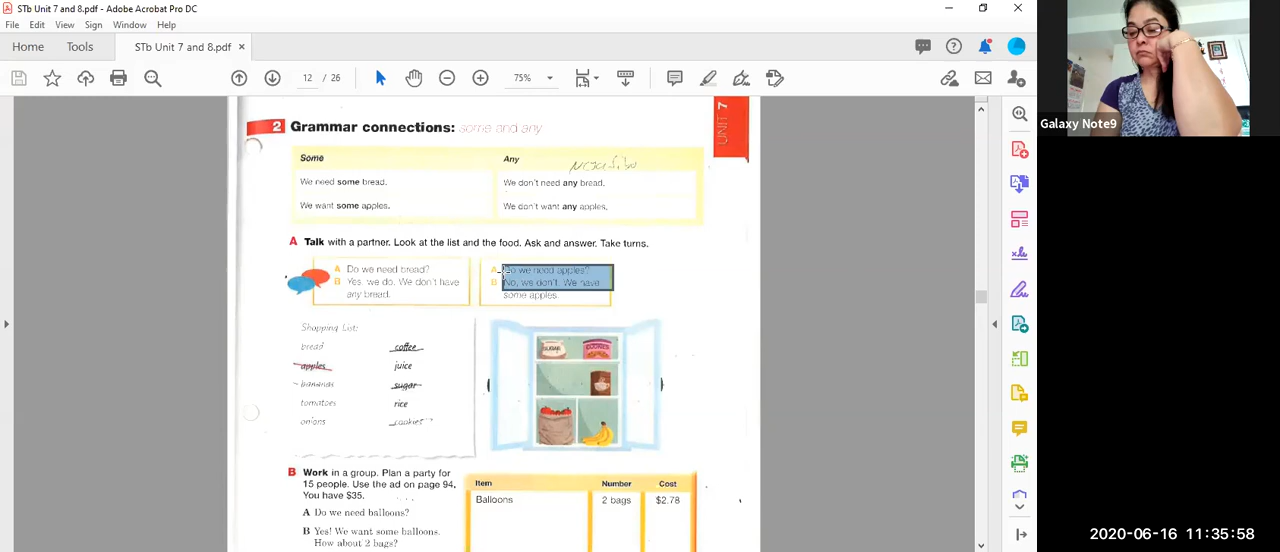 STb Unit 7 and 8.pdf - Adobe Acrobat Pro DC
File Edit View Sign Window Help
Home Tools STb Unit 7 and 8.pdf ×
12 / 26 75%
UNIT 7
2 Grammar connections: some and any
Some Any
We need some bread. We don't need any bread.
We want some apples. We don't want any apples.
A Talk with a partner. Look at the list and the food. Ask and answer. Take turns.
A Do we need bread?
B Yes, we do. We don't have
any bread.
A Do we need apples?
B No, we don't. We have
some apples.
Shopping List:
bread coffee
apples juice
bananas sugar
tomatoes rice
onions cookies
SUGAR COOKIES
B Work in a group. Plan a party for
15 people. Use the ad on page 94.
You have $35.
A Do we need balloons?
B Yes! We want some balloons.
How about 2 bags?
Item Number Cost
Balloons 2 bags $2.78
Galaxy Note9
2020-06-16 11:35:58